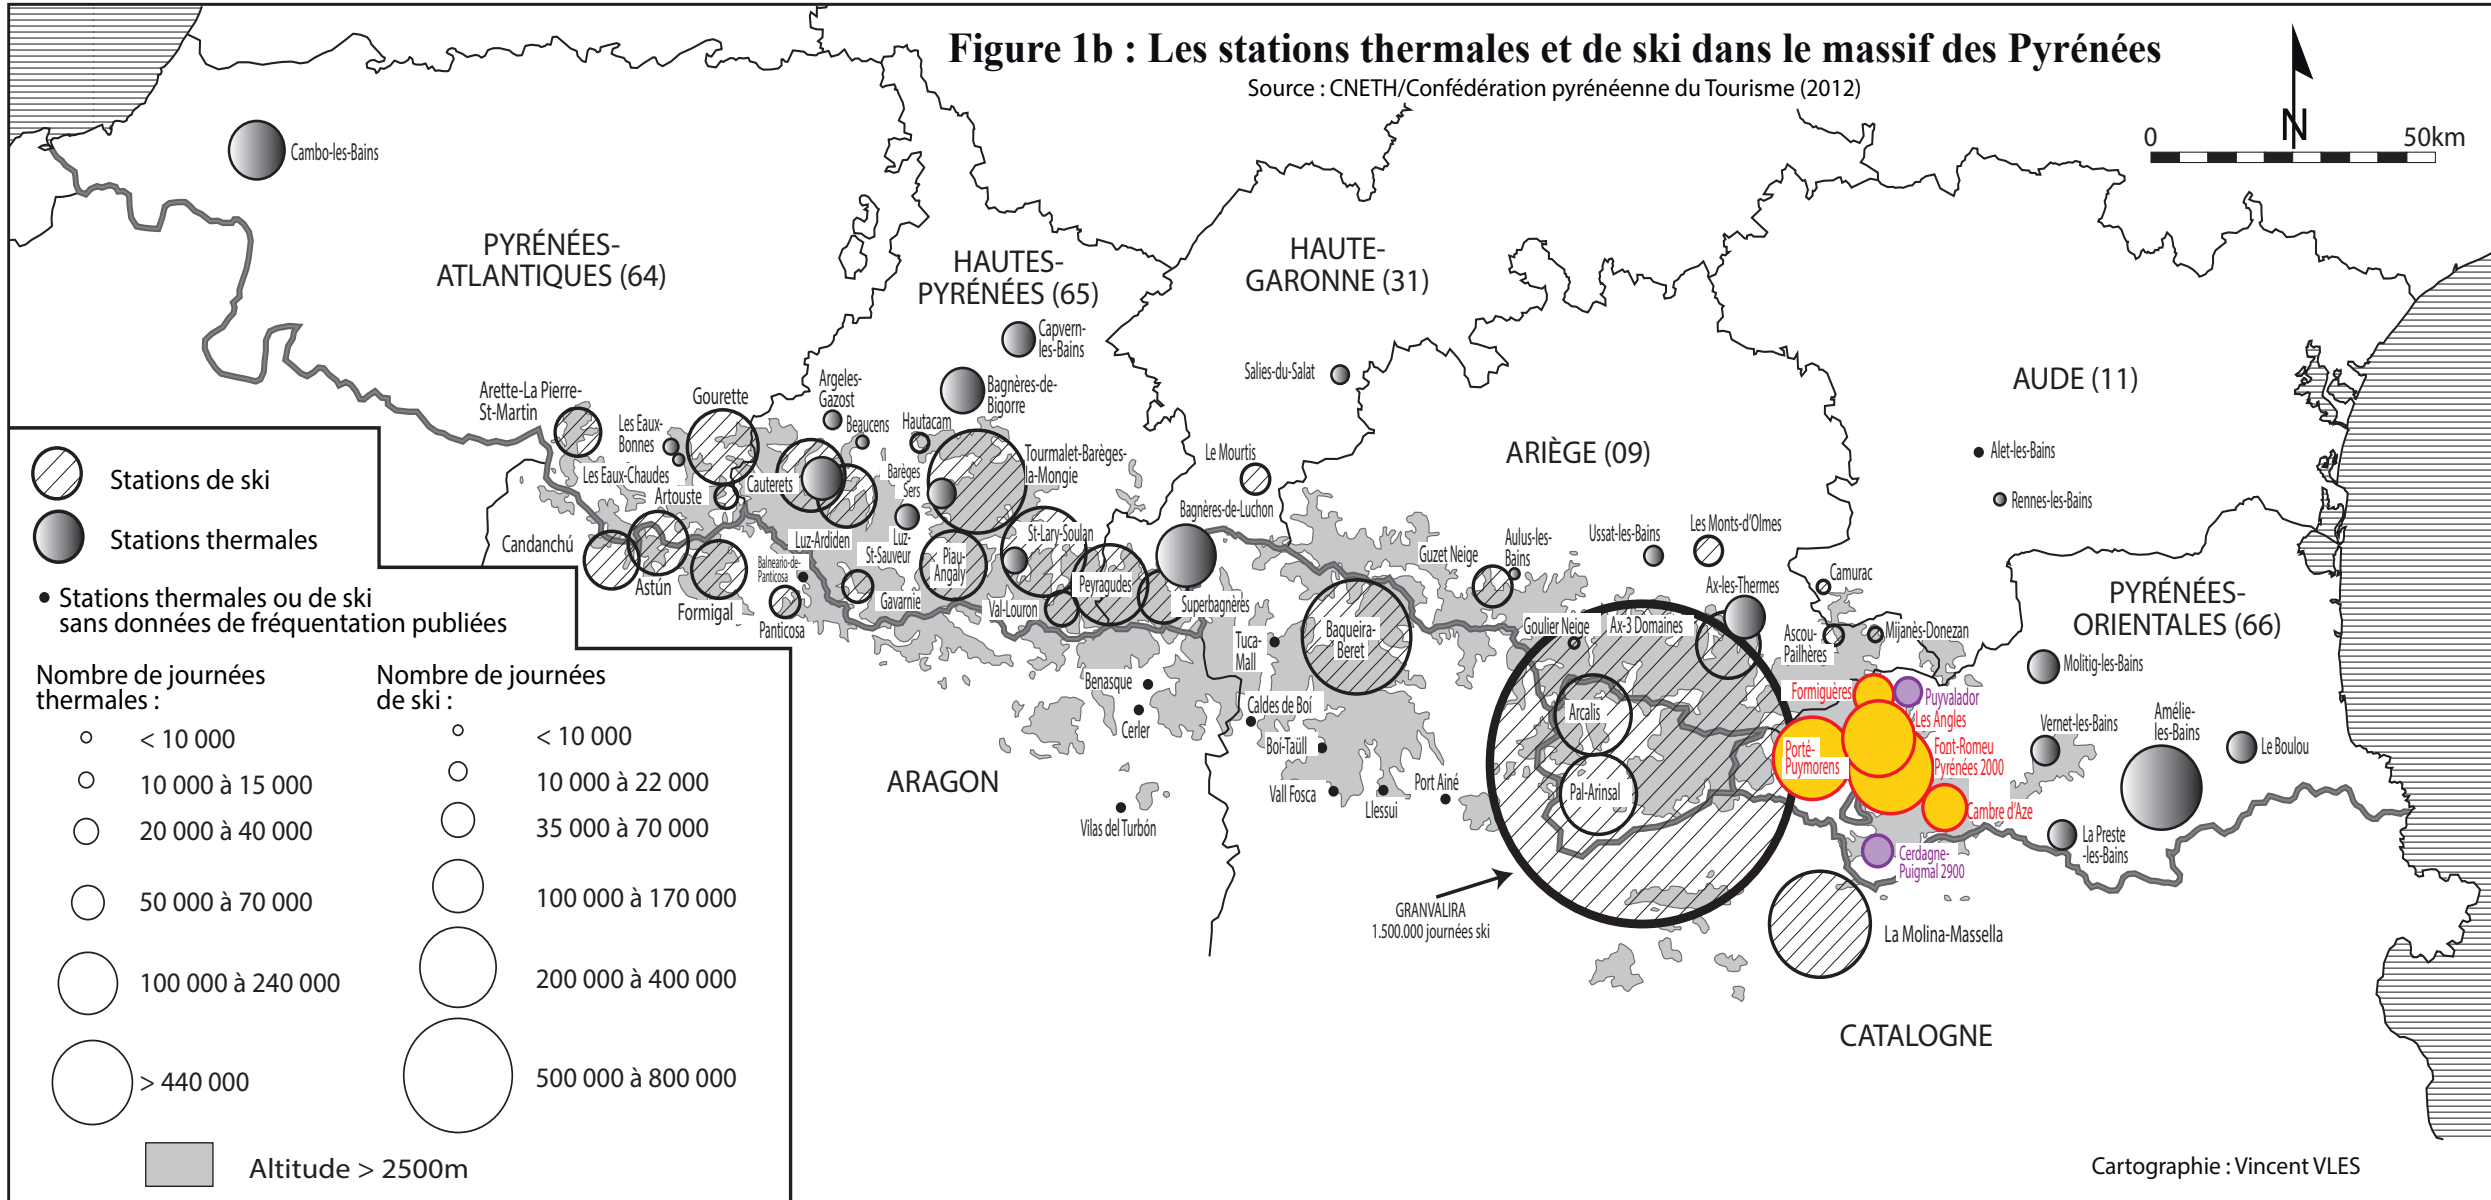 Figure 1b : Les stations thermales et de ski dans le massif des Pyrénées
Source : CNETH/Confédération pyrénéenne du Tourisme (2012)
N
0
50km
Cambo-les-Bains
PYRÉNÉES-
ATLANTIQUES (64)
HAUTES-
PYRÉNÉES (65)
HAUTE-
GARONNE (31)
ARIÈGE (09)
AUDE (11)
PYRÉNÉES-
ORIENTALES (66)
ARAGON
CATALOGNE
Capvern-
les-Bains
Bagnères-de-
Bigorre
Argeles-
Gazost
Beaucens
Hautacam
Gourette
Arette-La Pierre-
St-Martin
Les Eaux-
Bonnes
Les Eaux-Chaudes
Artouste
Cauterets
Barèges
Sers
Tourmalet-Barèges-
la-Mongie
Candanchú
Astún
Formigal
Balneario-de-
Panticosa
Panticosa
Luz-Ardiden
Luz-
St-Sauveur
Gavarnie
Piau-
Angaly
St-Lary-Soulan
Val-Louron
Peyragudes
Superbagnères
Bagnères-de-Luchon
Le Mourtis
Salies-du-Salat
Baqueira-
Beret
Tuca-
Mall
Benasque
Cerler
Caldes de Boí
Boí-Taüll
Vall Fosca
Llessui
Port Ainé
Vilas del Turbón
Guzet Neige
Aulus-les-
Bains
Ussat-les-Bains
Les Monts-d'Olmes
Ax-les-Thermes
Goulier Neige
Ax-3 Domaines
Camurac
Ascou-
Pailhères
Mijanès-Donezan
Alet-les-Bains
Rennes-les-Bains
Arcalis
Pal-Arinsal
GRANVALIRA
1.500.000 journées ski
Formiguères
Puyvalador
Les Angles
Porté-
Puymorens
Font-Romeu
Pyrénées 2000
Cambre d'Aze
Cerdagne-
Puigmal 2900
La Molina-Massella
Molitig-les-Bains
Vernet-les-Bains
Amélie-
les-Bains
Le Boulou
La Preste
-les-Bains
Stations de ski
Stations thermales
Stations thermales ou de ski
sans données de fréquentation publiées
Nombre de journées
thermales :
< 10 000
10 000 à 15 000
20 000 à 40 000
50 000 à 70 000
100 000 à 240 000
> 440 000
Nombre de journées
de ski :
< 10 000
10 000 à 22 000
35 000 à 70 000
100 000 à 170 000
200 000 à 400 000
500 000 à 800 000
Altitude > 2500m
Cartographie : Vincent VLES